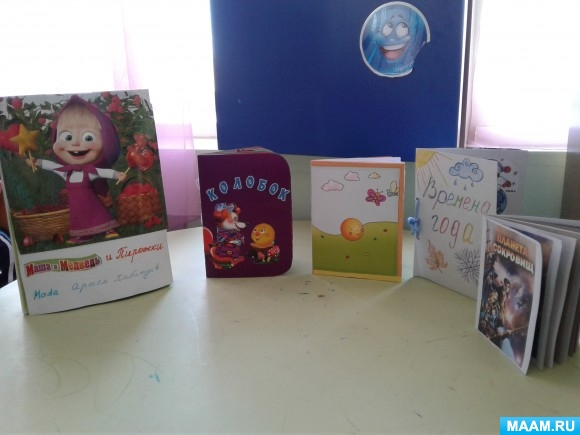 Маша и Медведь и Пирожки
КОЛОБОК
Времена
года
ПЛАНЕТА
СОКРОВИЩ
MAAM.RU